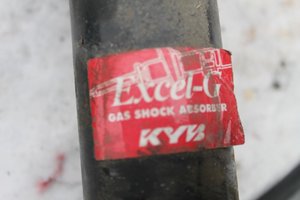 Excel-G
GAS SHOCK ABSORBER
KYB